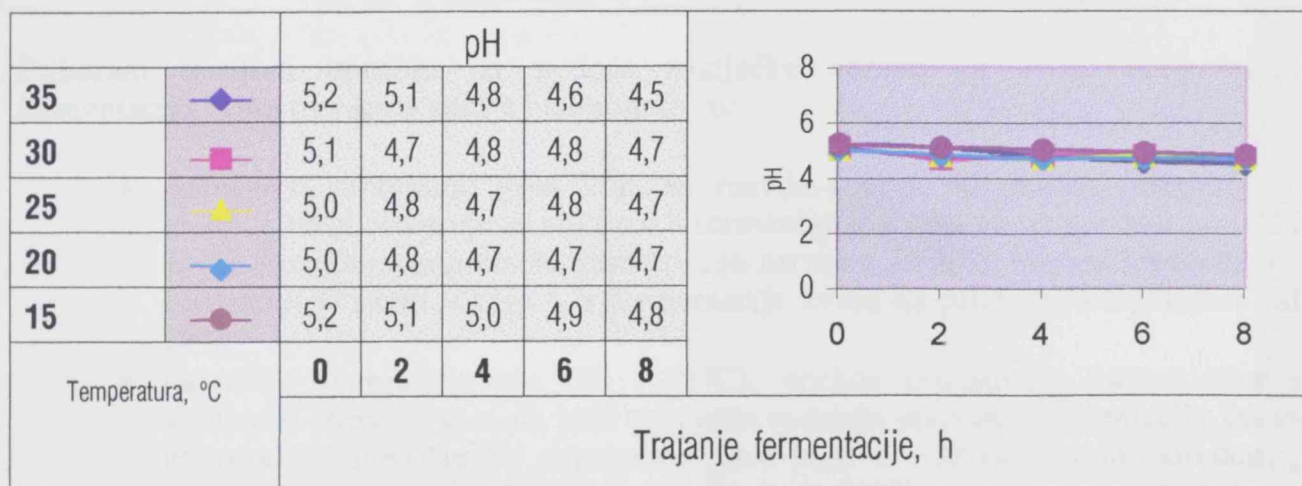 pH
35 5,2 5,1 4,8 4,6 4,5
30 5,1 4,7 4,8 4,8 4,7
25 5,0 4,8 4,7 4,8 4,7
20 5,0 4,8 4,7 4,7 4,7
15 5,2 5,1 5,0 4,9 4,8
Temperatura, °C 0 2 4 6 8
8
6
4
2
0
pH
0 2 4 6 8
Trajanje fermentacije, h